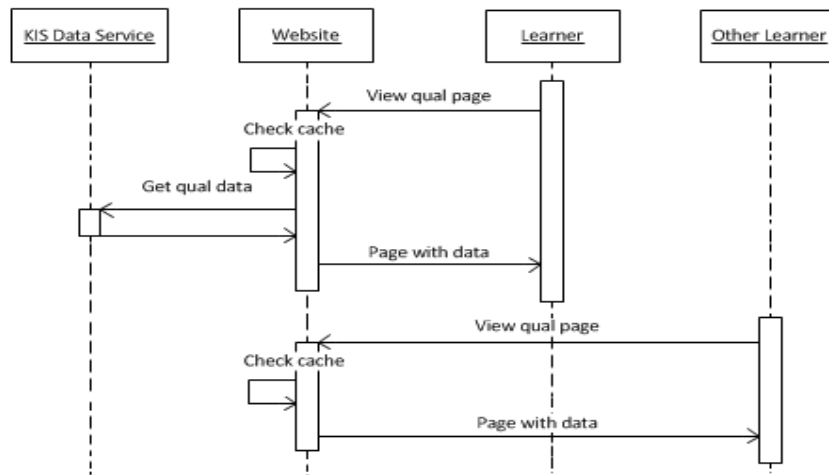 KIS Data Service
Website
Learner
Other Learner
View qual page
Check cache
Get qual data
Page with data
View qual page
Check cache
Page with data